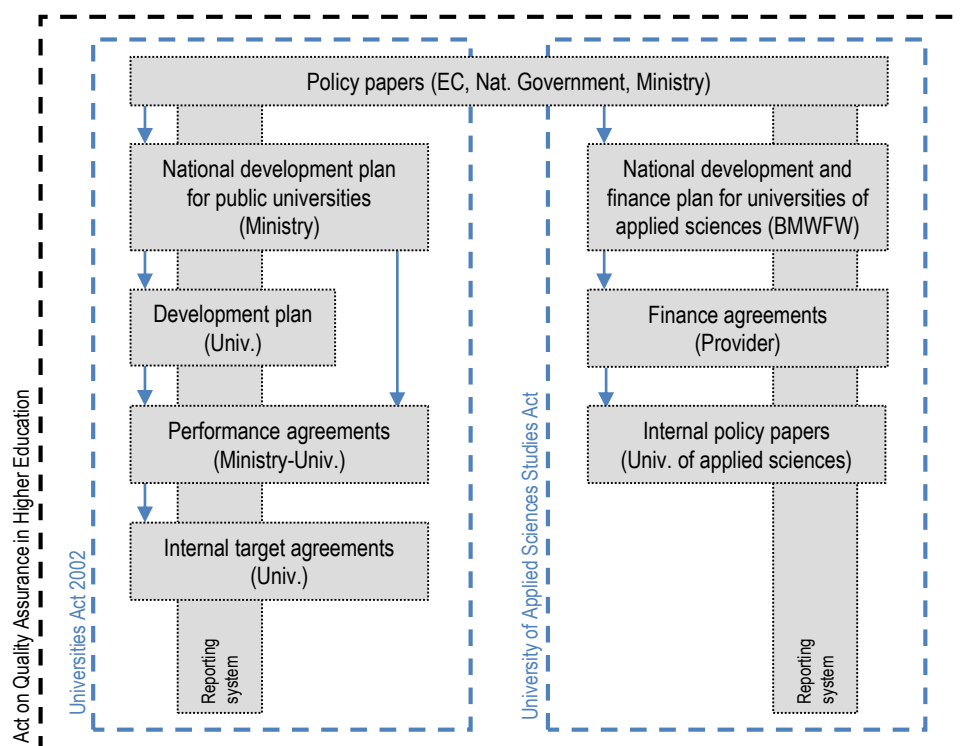 Policy papers (EC, Nat. Government, Ministry)
National development plan
for public universities
(Ministry)
Development plan
(Univ.)
Performance agreements
(Ministry-Univ.)
Internal target agreements
(Univ.)
Reporting
system
Universities Act 2002
National development and
finance plan for universities of
applied sciences (BMWFW)
Finance agreements
(Provider)
Internal policy papers
(Univ. of applied sciences)
Reporting
system
University of Applied Sciences Studies Act
Act on Quality Assurance in Higher Education